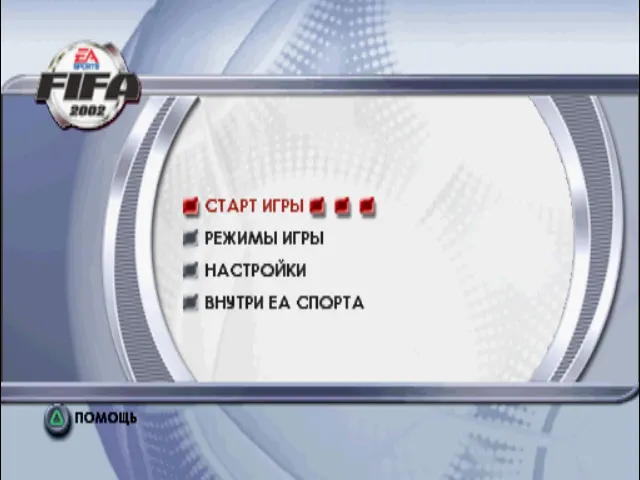 EA
SPORTS
FIFA
2002
СТАРТ ИГРЫ
РЕЖИМЫ ИГРЫ
НАСТРОЙКИ
ВНУТРИ ЕА СПОРТА
ПОМОЩЬ